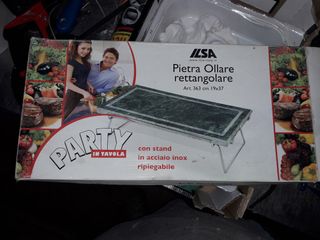 ILSA
Pietra Ollare
rettangolare
Art. 363 cm. 19x37
PARTY
IN TAVOLA
con stand
in acciaio inox
ripiegabile